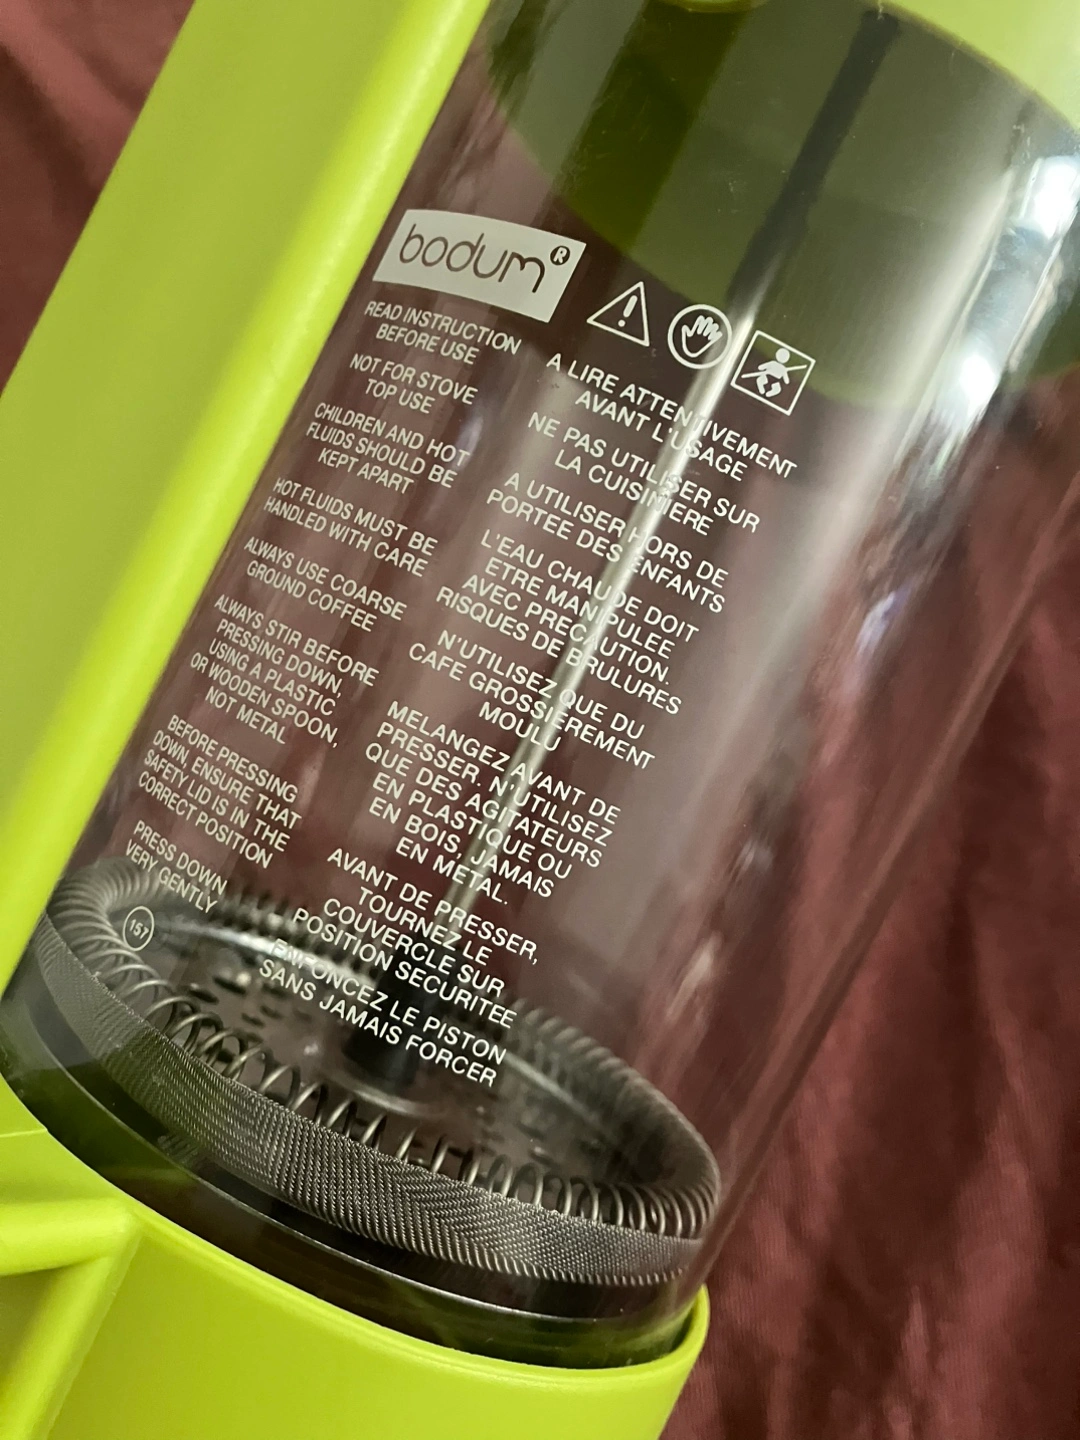 bodum®
READ INSTRUCTION
BEFORE USE
NOT FOR STOVE
TOP USE
CHILDREN AND HOT
FLUIDS SHOULD BE
KEPT APART
HOT FLUIDS MUST BE
HANDLED WITH CARE
ALWAYS USE COARSE
GROUND COFFEE
ALWAYS STIR BEFORE
PRESSING DOWN,
USING A PLASTIC
OR WOODEN SPOON,
NOT METAL
BEFORE PRESSING
DOWN, ENSURE THAT
SAFETY LID IS IN THE
CORRECT POSITION
PRESS DOWN
VERY GENTLY
157
A LIRE ATTENTIVEMENT
AVANT L'USAGE
NE PAS UTILISER SUR
LA CUISINIERE
A UTILISER HORS DE
PORTEE DES ENFANTS
L'EAU CHAUDE DOIT
ETRE MANIPULEE
AVEC PRECAUTION.
RISQUES DE BRULURES
N'UTILISEZ QUE DU
CAFE GROSSIEREMENT
MOULU
MELANGEZ AVANT DE
PRESSER. N'UTILISEZ
QUE DES AGITATEURS
EN PLASTIQUE OU
EN BOIS, JAMAIS
EN METAL.
AVANT DE PRESSER,
TOURNEZ LE
COUVERCLE SUR
POSITION SECURITEE
ENFONCEZ LE PISTON
SANS JAMAIS FORCER